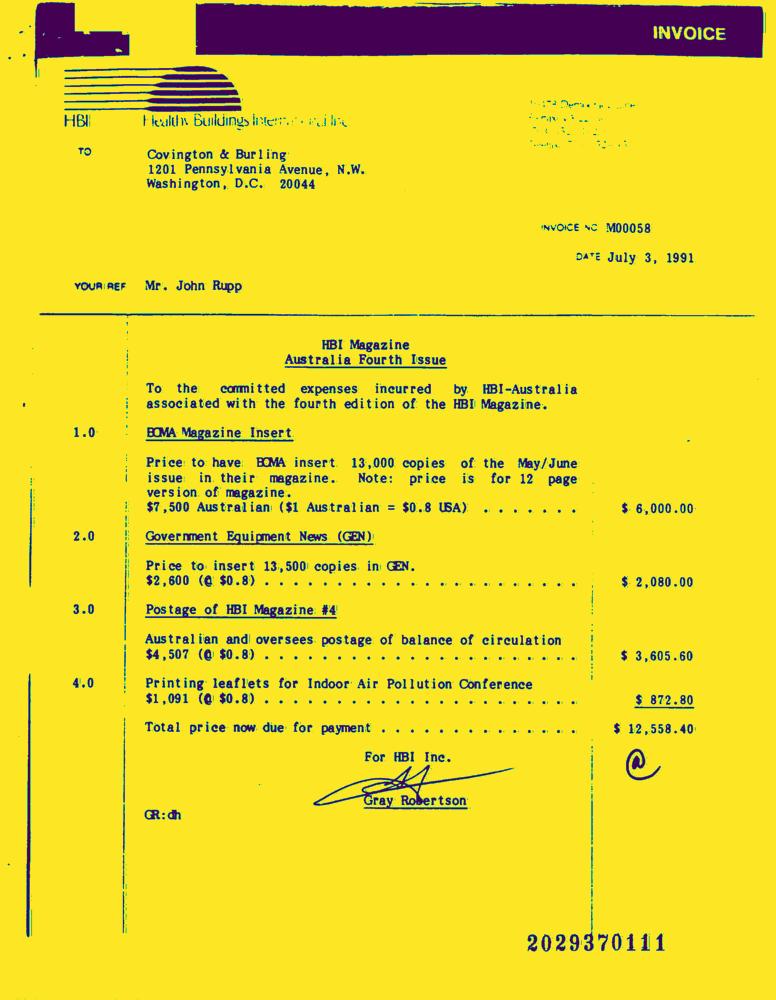 INVOICE
HBI Healthy Buildings International Inc
TO
Covington & Burling
1201 Pennsylvania Avenue, N.W.
Washington, D.C. 20044
INVOICE NO M00058
DATE July 3, 1991
YOUR REF Mr. John Rupp
HBI Magazine
Australia Fourth Issue
To the committed expenses incurred by HBI-Australia
associated with the fourth edition of the HBI Magazine.
1.0 BOMA Magazine Insert
Price to have BOMA insert 13,000 copies of the May/June
issue in their magazine. Note: price is for 12 page
version of magazine.
$7,500 Australian ($1 Australian = $0.8 USA) . . . . . . . $ 6,000.00
2.0 Government Equipment News (GEN)
Price to insert 13,500 copies in GEN.
$2,600 (@ $0.8) . . . . . . . . . . . . . . . . . . . . . . $ 2,080.00
3.0 Postage of HBI Magazine #4
Australian and oversees postage of balance of circulation
$4,507 (@ $0.8) . . . . . . . . . . . . . . . . . . . . . . $ 3,605.60
4.0 Printing leaflets for Indoor Air Pollution Conference
$1,091 (@ $0.8) . . . . . . . . . . . . . . . . . . . . . . $ 872.80
Total price now due for payment . . . . . . . . . . . . . . $ 12,558.40
For HBI Inc.
@
Gray Robertson
GR:dh
2029370111